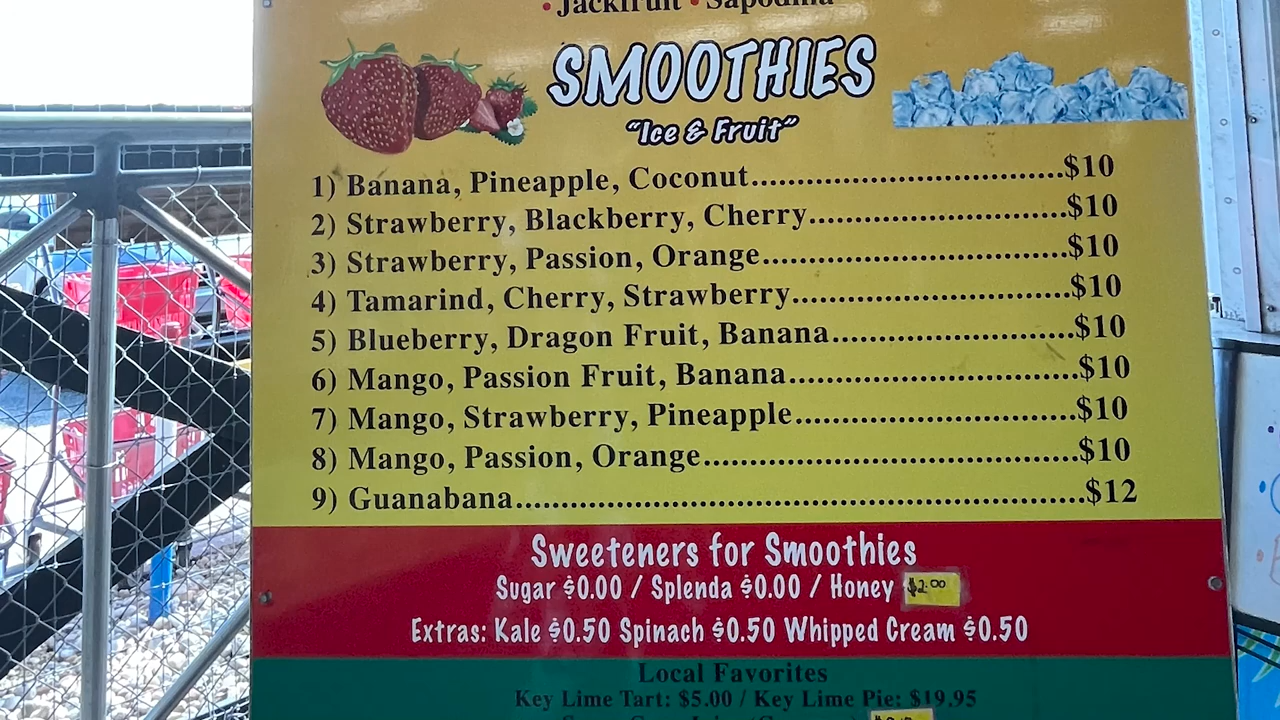 • Jackfruit • Sapodilla
SMOOTHIES
"Ice & Fruit"
1) Banana, Pineapple, Coconut.......................................$10
2) Strawberry, Blackberry, Cherry................................$10
3) Strawberry, Passion, Orange......................................$10
4) Tamarind, Cherry, Strawberry...................................$10
5) Blueberry, Dragon Fruit, Banana..............................$10
6) Mango, Passion Fruit, Banana....................................$10
7) Mango, Strawberry, Pineapple...................................$10
8) Mango, Passion, Orange...............................................$10
9) Guanabana.......................................................................$12
Sweeteners for Smoothies
Sugar $0.00 / Splenda $0.00 / Honey $2.00
Extras: Kale $0.50 Spinach $0.50 Whipped Cream $0.50
Local Favorites
Key Lime Tart: $5.00 / Key Lime Pie: $19.95